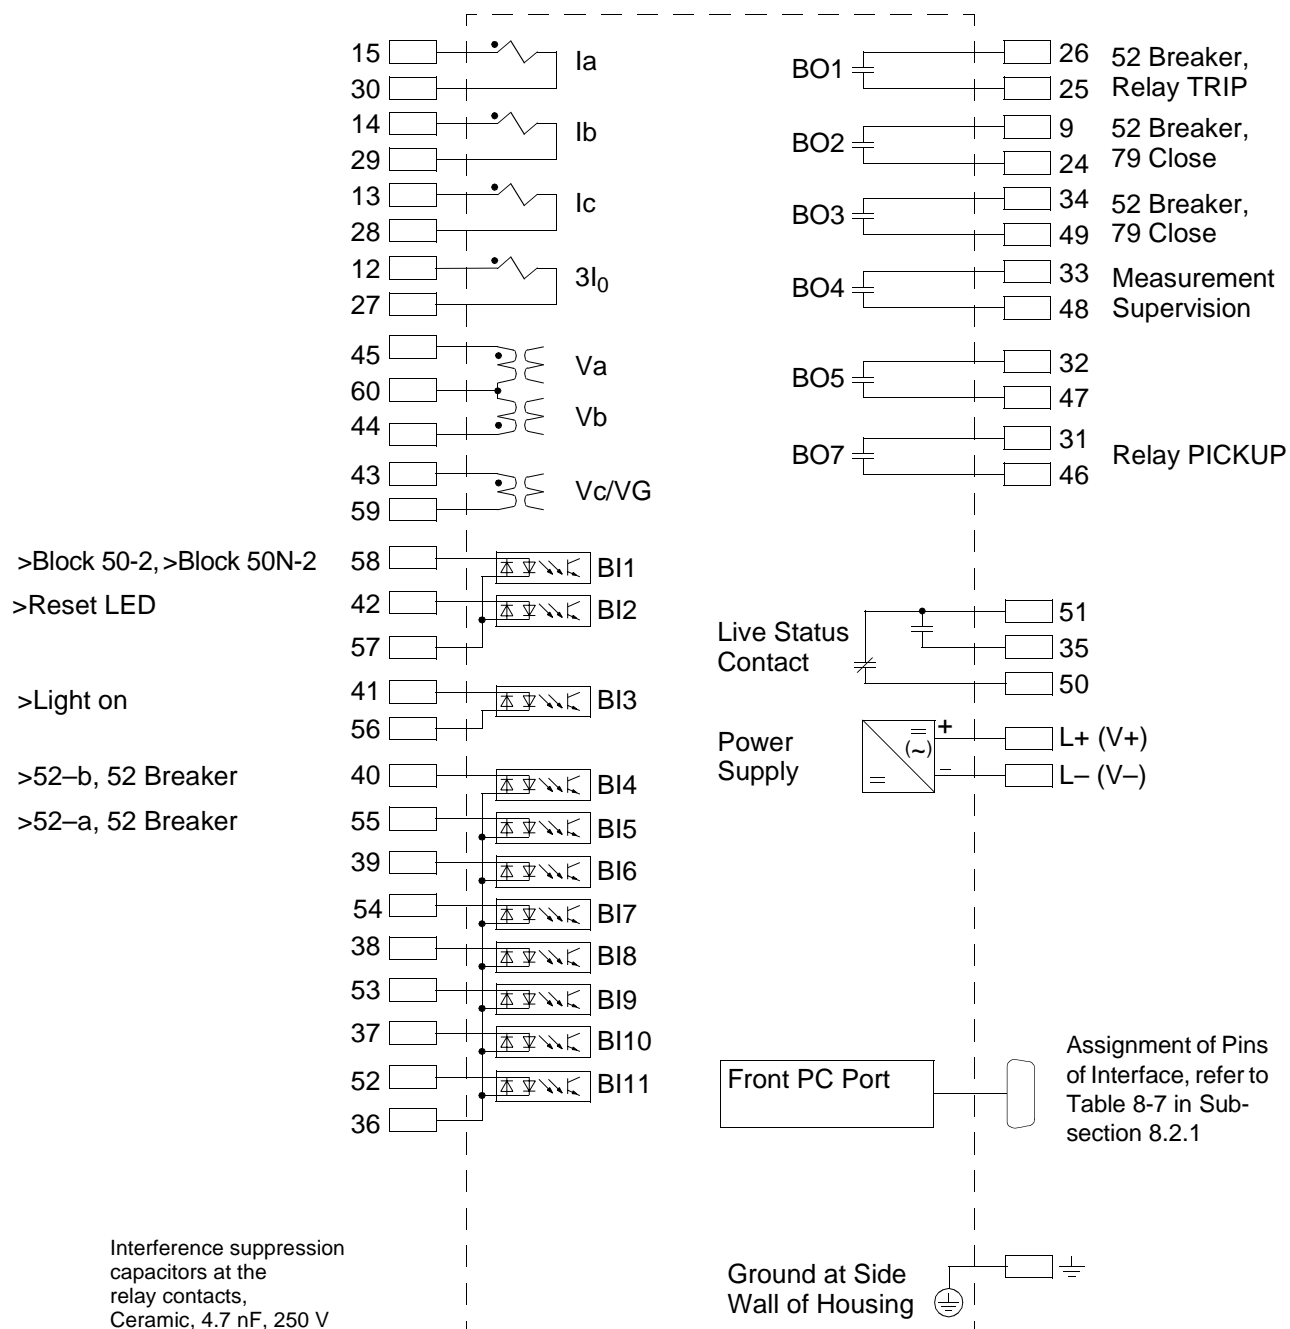 15 Ia
30
14 Ib
29
13 Ic
28
12 3I0
27
45 Va
60
44 Vb
43 Vc/VG
59
>Block 50-2, >Block 50N-2 58 BI1
>Reset LED 42 BI2
57
>Light on 41 BI3
56
>52–b, 52 Breaker 40 BI4
>52–a, 52 Breaker 55 BI5
39 BI6
54 BI7
38 BI8
53 BI9
37 BI10
52 BI11
36
Interference suppression
capacitors at the
relay contacts,
Ceramic, 4.7 nF, 250 V
BO1 26 52 Breaker,
25 Relay TRIP
BO2 9 52 Breaker,
24 79 Close
BO3 34 52 Breaker,
49 79 Close
BO4 33 Measurement
48 Supervision
BO5 32
47
BO7 31 Relay PICKUP
46
Live Status
Contact
51
35
50
Power
Supply
+ L+ (V+)
(~)
- L– (V–)
Front PC Port
Assignment of Pins
of Interface, refer to
Table 8-7 in Sub-
section 8.2.1
Ground at Side
Wall of Housing